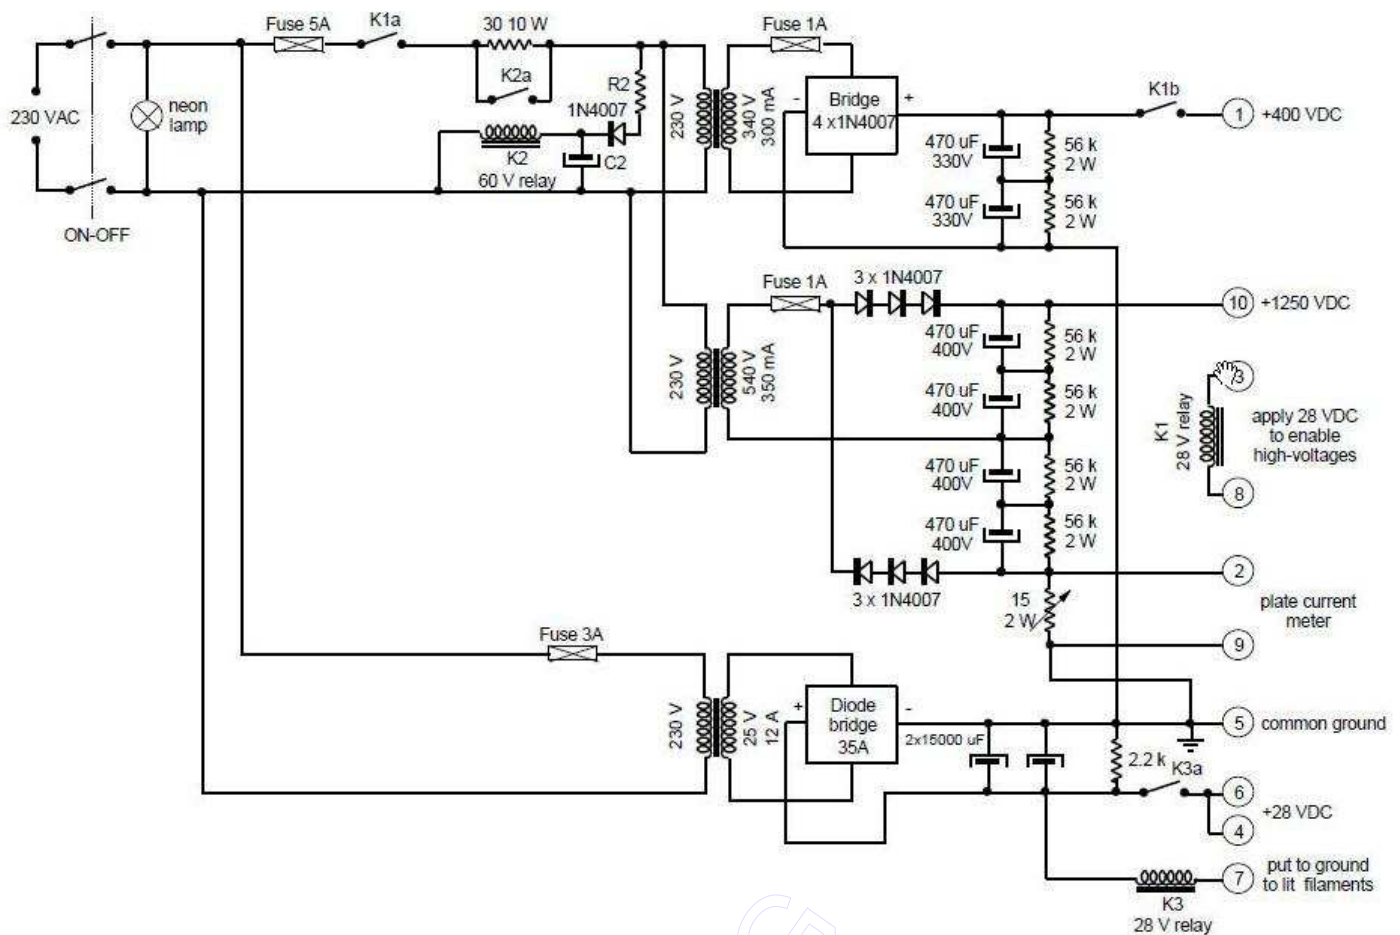 Fuse 5A
K1a
30 10 W
Fuse 1A
K2a
R2
1N4007
230 VAC
neon
lamp
K2
60 V relay
C2
230 V
340 V
300 mA
-
Bridge
4 x1N4007
+
K1b
1
+400 VDC
470 uF
330V
56 k
2 W
470 uF
330V
56 k
2 W
ON-OFF
Fuse 1A
3 x 1N4007
10
+1250 VDC
470 uF
400V
56 k
2 W
230 V
540 V
350 mA
470 uF
400V
56 k
2 W
3
K1
28 V relay
apply 28 VDC
to enable
high-voltages
8
470 uF
400V
56 k
2 W
470 uF
400V
56 k
2 W
3 x 1N4007
2
15
2 W
plate current
meter
9
Fuse 3A
230 V
25 V
12 A
+
Diode
bridge
35A
-
2x15000 uF
5
common ground
2.2 k
K3a
6
+28 VDC
4
7
put to ground
to lit filaments
K3
28 V relay